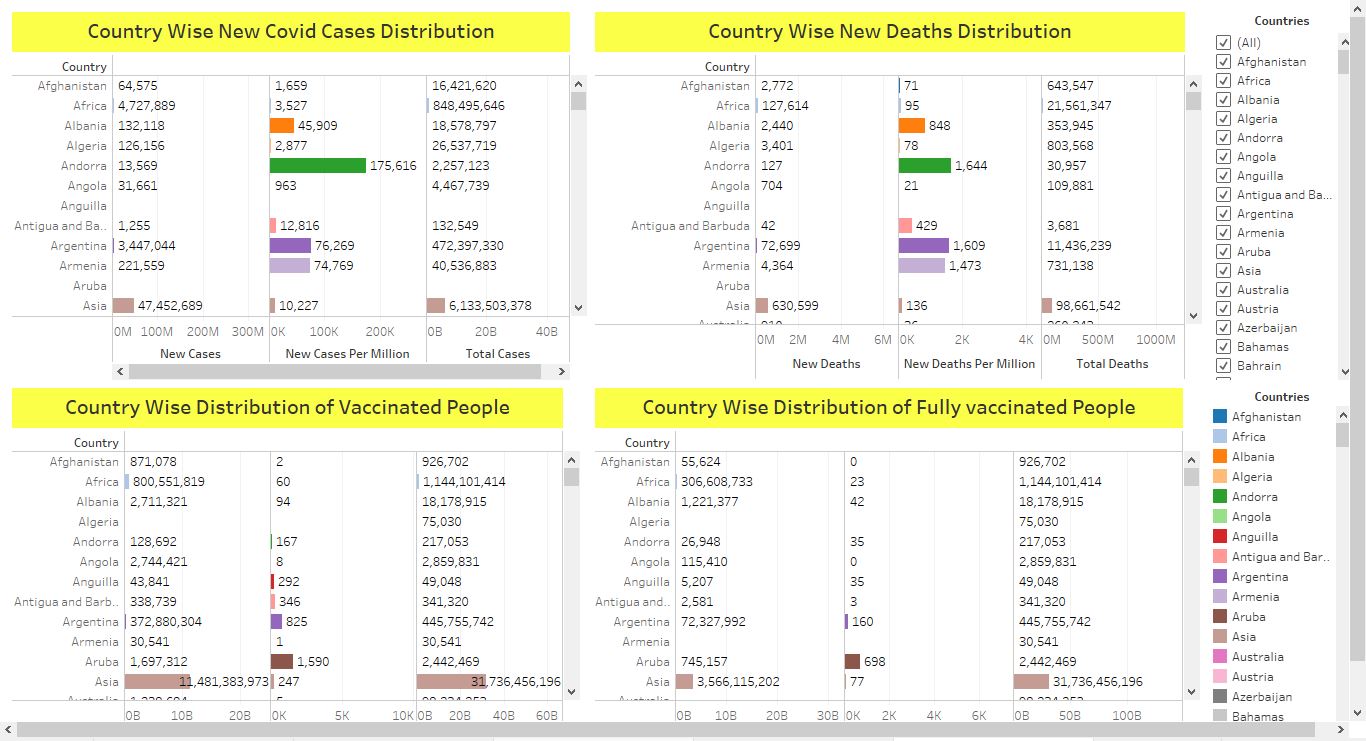 Country Wise New Covid Cases Distribution
Country
Afghanistan 64,575 1,659 16,421,620
Africa 4,727,889 3,527 848,495,646
Albania 132,118 45,909 18,578,797
Algeria 126,156 2,877 26,537,719
Andorra 13,569 175,616 2,257,123
Angola 31,661 963 4,467,739
Anguilla
Antigua and Ba.. 1,255 12,816 132,549
Argentina 3,447,044 76,269 472,397,330
Armenia 221,559 74,769 40,536,883
Aruba
Asia 47,452,689 10,227 6,133,503,378
0M 100M 200M 300M 0K 100K 200K 0B 20B 40B
New Cases New Cases Per Million Total Cases
Country Wise New Deaths Distribution
Country
Afghanistan 2,772 71 643,547
Africa 127,614 95 21,561,347
Albania 2,440 848 353,945
Algeria 3,401 78 803,568
Andorra 127 1,644 30,957
Angola 704 21 109,881
Anguilla
Antigua and Barbuda 42 429 3,681
Argentina 72,699 1,609 11,436,239
Armenia 4,364 1,473 731,138
Aruba
Asia 630,599 136 98,661,542
0M 2M 4M 6M 0K 2K 4K 0M 500M 1000M
New Deaths New Deaths Per Million Total Deaths
Countries
(All)
Afghanistan
Africa
Albania
Algeria
Andorra
Angola
Anguilla
Antigua and Ba...
Argentina
Armenia
Aruba
Asia
Australia
Austria
Azerbaijan
Bahamas
Bahrain
Country Wise Distribution of Vaccinated People
Country
Afghanistan 871,078 2 926,702
Africa 800,551,819 60 1,144,101,414
Albania 2,711,321 94 18,178,915
Algeria 75,030
Andorra 128,692 167 217,053
Angola 2,744,421 8 2,859,831
Anguilla 43,841 292 49,048
Antigua and Barb.. 338,739 346 341,320
Argentina 372,880,304 825 445,755,742
Armenia 30,541 1 30,541
Aruba 1,697,312 1,590 2,442,469
Asia 11,481,383,973 247 31,736,456,196
0B 10B 20B 0K 5K 10K 0B 20B 40B 60B
Country Wise Distribution of Fully vaccinated People
Country
Afghanistan 55,624 0 926,702
Africa 306,608,733 23 1,144,101,414
Albania 1,221,377 42 18,178,915
Algeria 75,030
Andorra 26,948 35 217,053
Angola 115,410 0 2,859,831
Anguilla 5,207 35 49,048
Antigua and.. 2,581 3 341,320
Argentina 72,327,992 160 445,755,742
Armenia 30,541
Aruba 745,157 698 2,442,469
Asia 3,566,115,202 77 31,736,456,196
0B 10B 20B 30B 0K 2K 4K 6K 0B 50B 100B
Countries
Afghanistan
Africa
Albania
Algeria
Andorra
Angola
Anguilla
Antigua and Bar..
Argentina
Armenia
Aruba
Asia
Australia
Austria
Azerbaijan
Bahamas